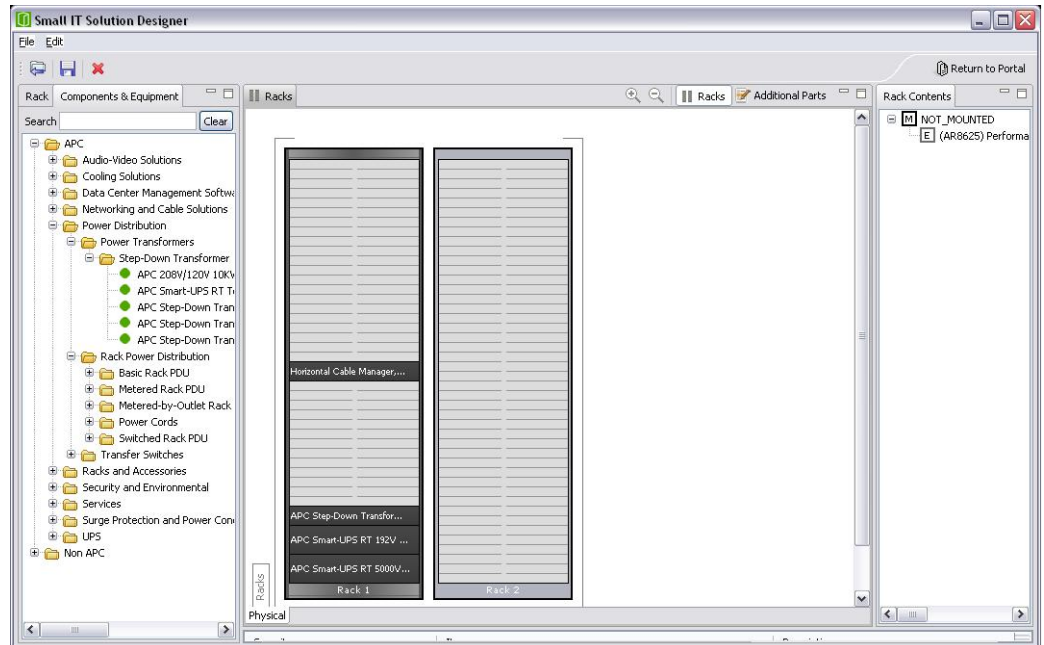 Small IT Solution Designer
File Edit
Return to Portal
Rack Components & Equipment
Search Clear
APC
Audio-Video Solutions
Cooling Solutions
Data Center Management Softwa
Networking and Cable Solutions
Power Distribution
Power Transformers
Step-Down Transformer
APC 208V/120V 10KV
APC Smart-UPS RT T
APC Step-Down Tran
APC Step-Down Tran
APC Step-Down Tran
Rack Power Distribution
Basic Rack PDU
Metered Rack PDU
Metered-by-Outlet Rack
Power Cords
Switched Rack PDU
Transfer Switches
Racks and Accessories
Security and Environmental
Services
Surge Protection and Power Con
UPS
Non APC
Racks
Racks Additional Parts
Horizontal Cable Manager,...
APC Step-Down Transfor...
APC Smart-UPS RT 192V ...
APC Smart-UPS RT 5000V...
Rack 1 Rack 2
Racks
Physical
Rack Contents
M NOT_MOUNTED
E (AR8625) Performa